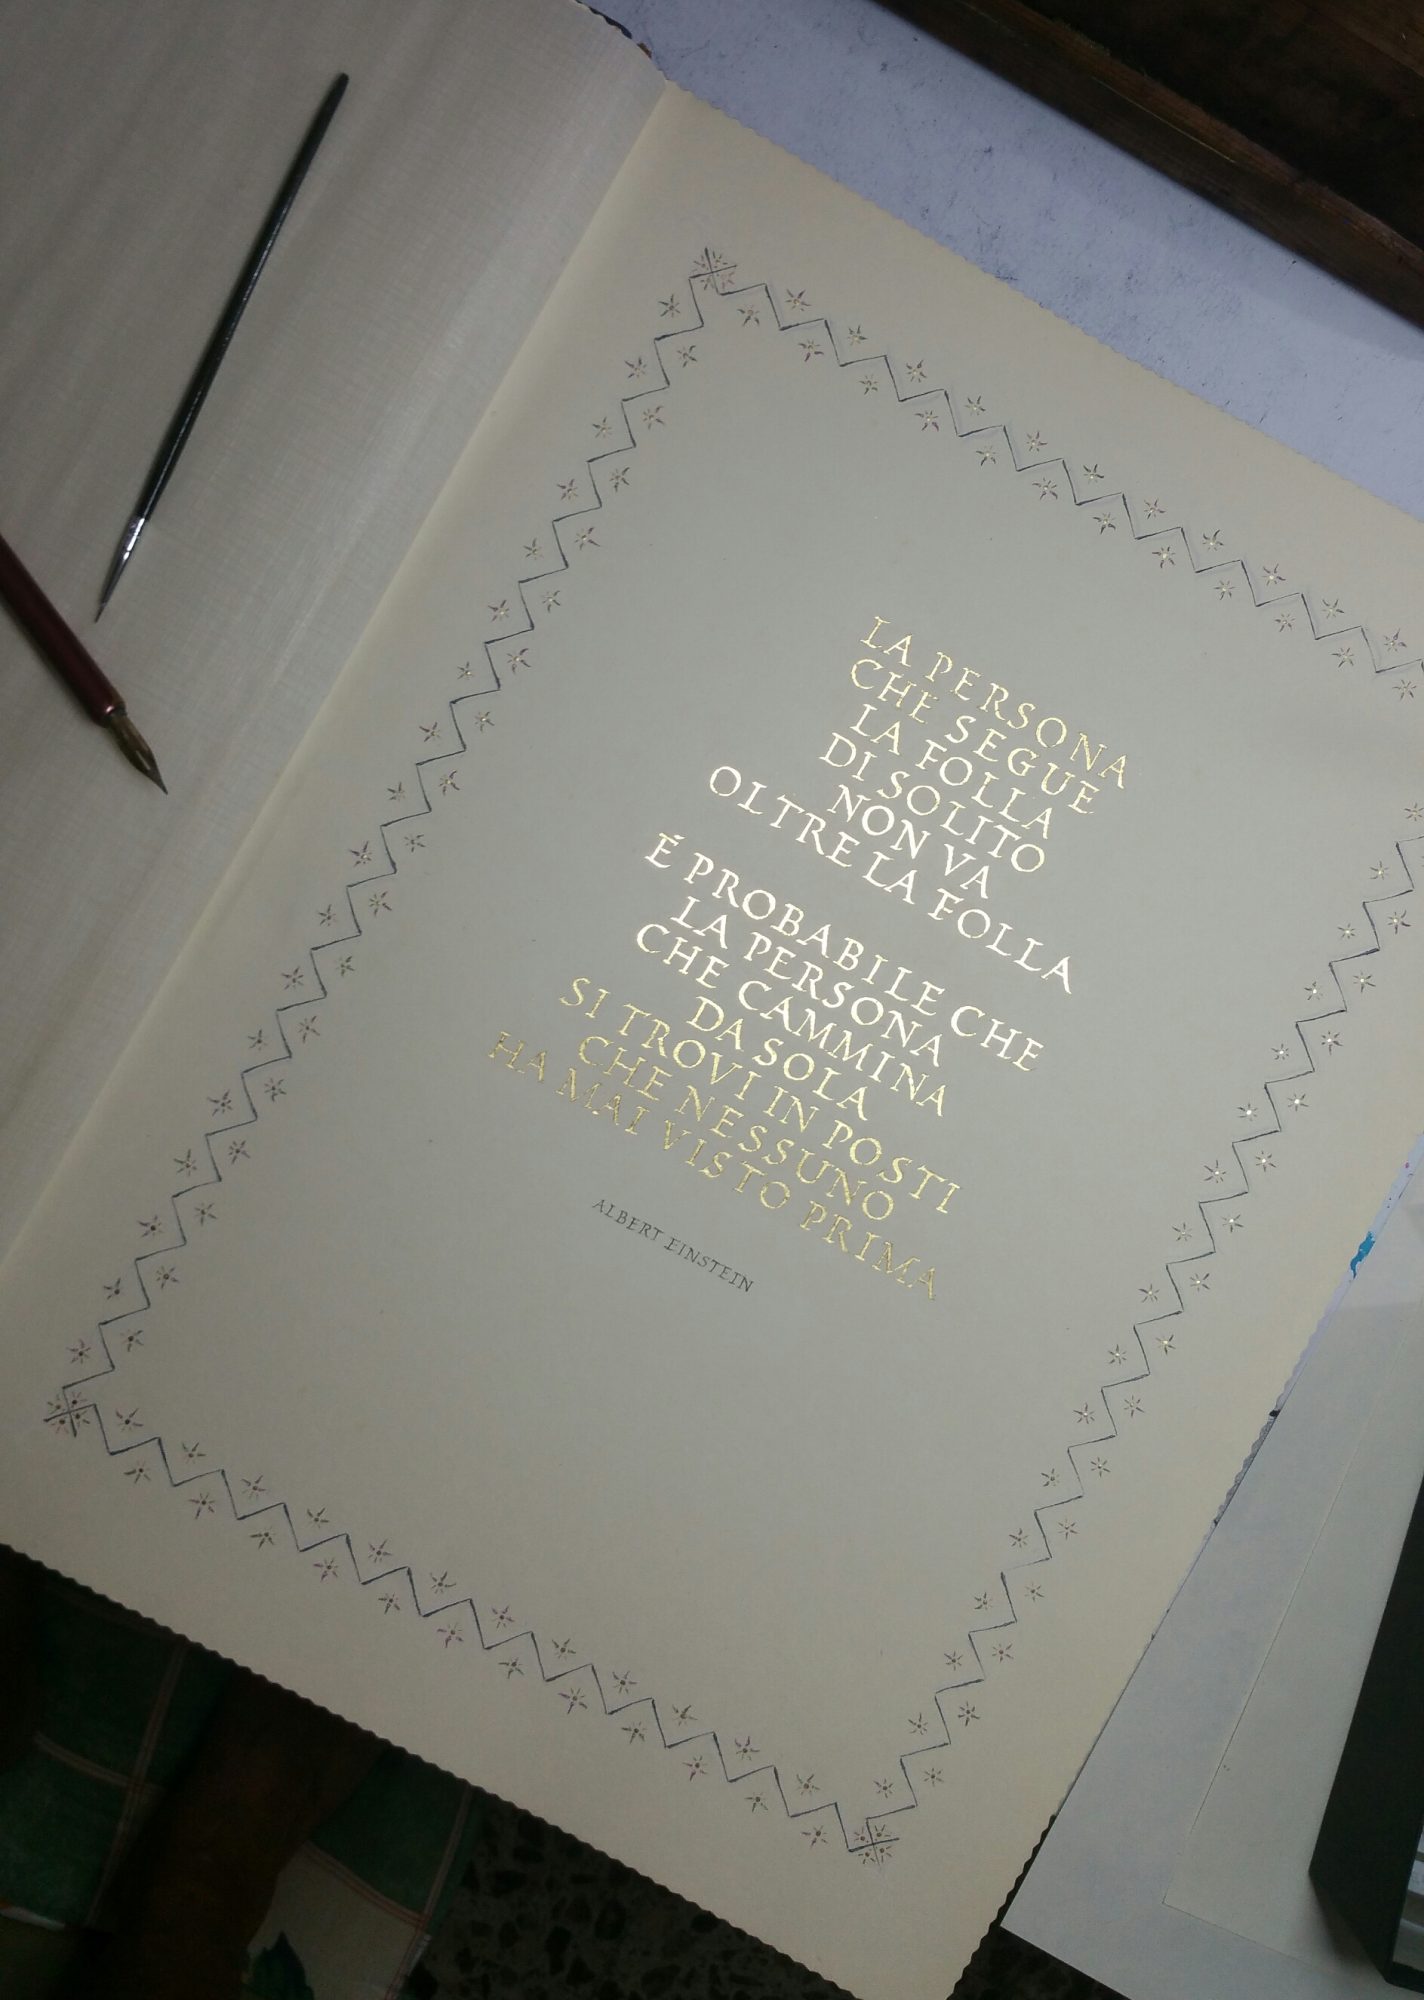 LA PERSONA
CHE SEGUE
LA FOLLA
DI SOLITO
NON VA
OLTRE LA FOLLA
É PROBABILE CHE
LA PERSONA
CHE CAMMINA
DA SOLA
SI TROVI IN POSTI
CHE NESSUNO
HA MAI VISTO PRIMA
ALBERT EINSTEIN